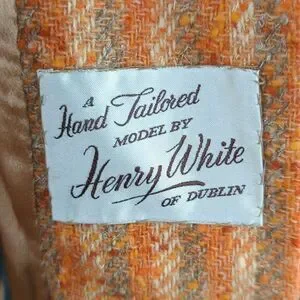 A
Hand Tailored
MODEL BY
Henry White
OF DUBLIN